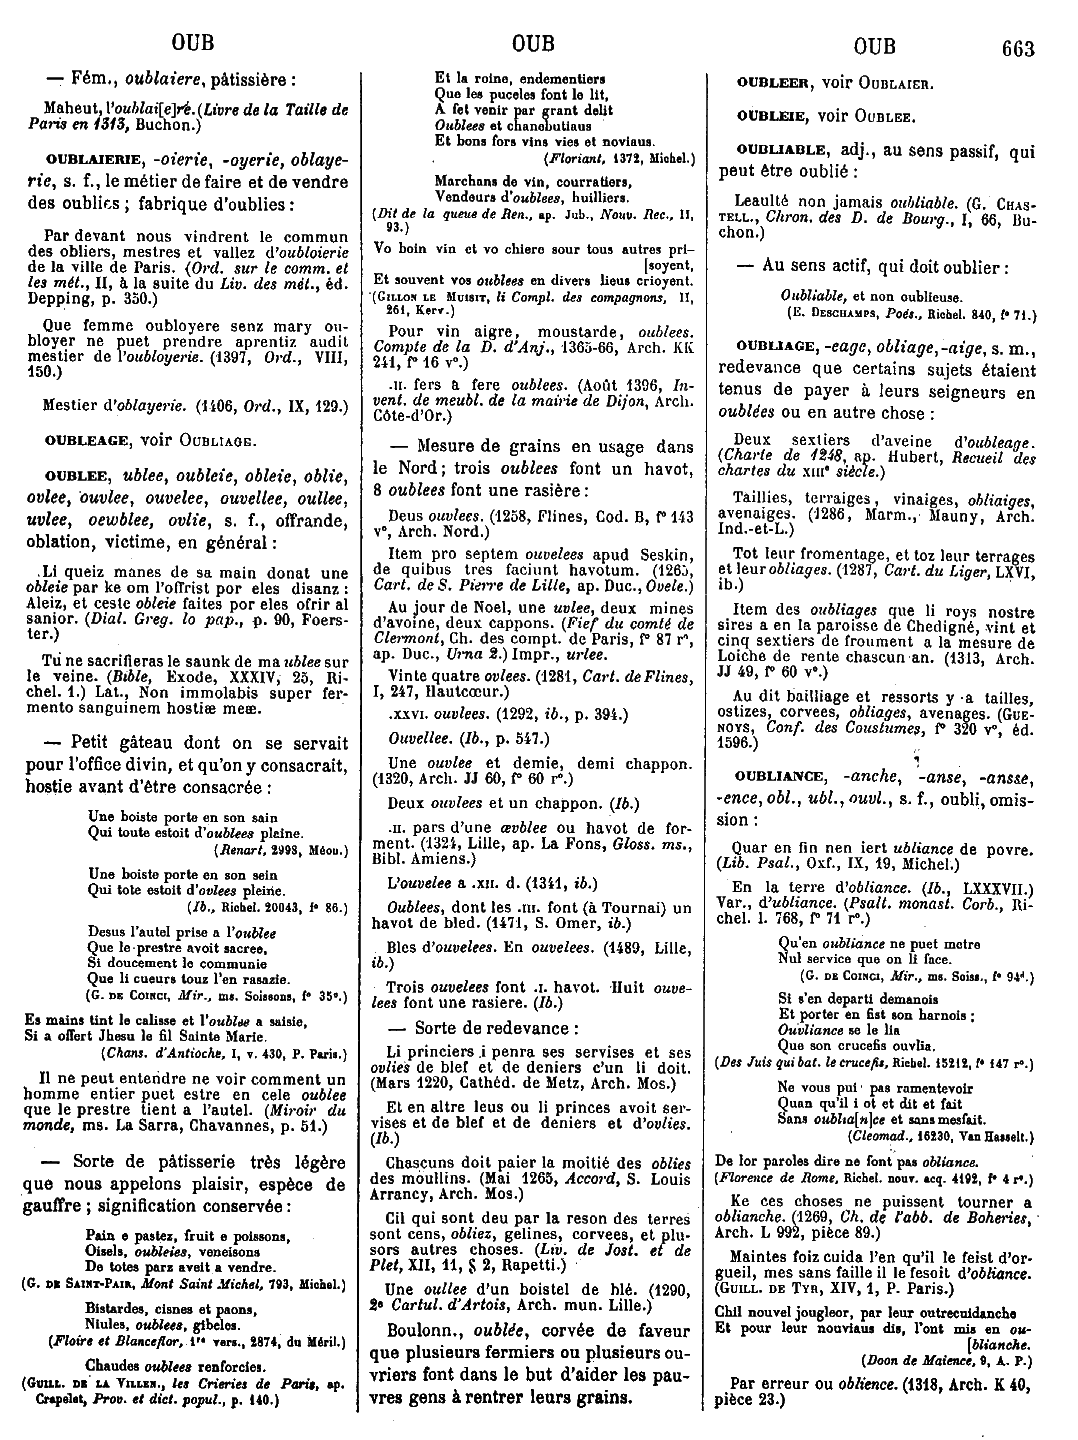 OUB
OUB
OUB
663
— Fém., oublaiere, pâtissière :
Maheut, l'oublai[e]ré. (Livre de la Taille de
Paris en 1313, Buchon.)
OUBLAIERIE, -oierie, -oyerie, oblaye-
rie, s. f., le métier de faire et de vendre
des oublies ; fabrique d'oublies :
Par devant nous vindrent le commun
des obliers, mestres et vallez d'oubloierie
de la ville de Paris. (Ord. sur le comm. et
les mét., II, à la suite du Liv. des mét., éd.
Depping, p. 350.)
Que femme oubloyere senz mary ou-
bloyer ne puet prendre aprentiz audit
mestier de l'oubloyerie. (1397, Ord., VIII,
150.)
Mestier d'oblayerie. (1406, Ord., IX, 129.)
OUBLEAGE, voir OUBLIAGE.
OUBLEE, ublee, oubleie, obleie, oblie,
ovlee, ouvlee, ouvelee, ouvellee, oullee,
uvlee, oewblee, ovlie, s. f., offrande,
oblation, victime, en général :
Li queiz manes de sa main donat une
obleie par ke om l'offrist por eles disanz :
Aleiz, et ceste obleie faites por eles ofrir al
sanior. (Dial. Greg. lo pap., p. 90, Foers-
ter.)
Tu ne sacrifieras le saunk de ma ublee sur
le veine. (Bible, Exode, XXXIV, 25, Ri-
chel. 1.) Lat., Non immolabis super fer-
mento sanguinem hostiæ meæ.
— Petit gâteau dont on se servait
pour l'office divin, et qu'on y consacrait,
hostie avant d'être consacrée :
Une boiste porte en son sain
Qui toute estoit d'oublees pleine.
(Renart, 2993, Méon.)
Une boiste porte en son sein
Qui tote estoit d'ovlees pleine.
(Ib., Richel. 20043, f° 86.)
Desus l'autel prise a l'oublee
Que le prestre avoit sacree,
Si doucement le communie
Que li cueurs touz l'en rasazie.
(G. DE COINCI, Mir., ms. Soissons, f° 35°.)
Es mains tint le calisse et l'oublee a saisie,
Si a offert Jhesu le fil Sainte Marie.
(Chans. d'Antioche, I, v. 430, P. Paris.)
Il ne peut entendre ne voir comment un
homme entier puet estre en cele oublee
que le prestre tient a l'autel. (Miroir du
monde, ms. La Sarra, Chavannes, p. 51.)
— Sorte de pâtisserie très légère
que nous appelons plaisir, espèce de
gauffre ; signification conservée :
Pain e pastez, fruit e poissons,
Oisels, oubleies, veneisons
De totes parz aveit a vendre.
(G. DE SAINT-PAIR, Mont Saint Michel, 793, Michel.)
Bistardes, cisnes et paons,
Niules, oublees, gibelos.
(Floire et Blanceflor, 1re vers., 2874, du Méril.)
Chaudes oublees renforcies.
(GUILL. DE LA VILLEN., les Crieries de Paris, ap.
Crapelet, Prov. et dict. popul., p. 140.)
Et la roine, endementiers
Que les puceles font le lit,
A fet venir par grant delit
Oublees et chanebutiaus
Et bons fors vins vies et noviaus.
(Floriant, 1372, Michel.)
Marchans de vin, courratiers,
Vendeurs d'oublees, huilliers.
(Dit de la queue de Ren., ap. Jub., Nouv. Rec., II,
93.)
Vo boin vin et vo chiere sour tous autres pri-
[soyent,
Et souvent vos oublees en divers lieus crioyent.
(GILLON LE MUISIT, li Compl. des compagnons, II,
261, Kerv.)
Pour vin aigre, moustarde, oublees.
Compte de la D. d'Anj., 1365-66, Arch. KK
241, f° 16 v°.)
.II. fers a fere oublees. (Août 1396, In-
vent. de meubl. de la mairie de Dijon, Arch.
Côte-d'Or.)
— Mesure de grains en usage dans
le Nord ; trois oublees font un havot,
8 oublees font une rasière :
Deus ouvlees. (1258, Flines, Cod. B, f° 143
v°, Arch. Nord.)
Item pro septem ouvelees apud Seskin,
de quibus tres faciunt havotum. (1265,
Cart. de S. Pierre de Lille, ap. Duc., Ovele.)
Au jour de Noel, une uvlee, deux mines
d'avoine, deux cappons. (Fief du comté de
Clermont, Ch. des compt. de Paris, f° 87 r°,
ap. Duc., Urna 2.) Impr., urlee.
Vinte quatre ovlees. (1281, Cart. de Flines,
I, 247, Hautcœur.)
.XXVI. ouvlees. (1292, ib., p. 394.)
Ouvellee. (Ib., p. 547.)
Une ouvlee et demie, demi chappon.
(1320, Arch. JJ 60, f° 60 r°.)
Deux ouvlees et un chappon. (Ib.)
.II. pars d'une œvblee ou havot de for-
ment. (1324, Lille, ap. La Fons, Gloss. ms.,
Bibl. Amiens.)
L'ouvelee a .XII. d. (1341, ib.)
Oublees, dont les .III. font (à Tournai) un
havot de bled. (1471, S. Omer, ib.)
Bles d'ouvelees. En ouvelees. (1489, Lille,
ib.)
Trois ouvelees font .I. havot. Huit ouve-
lees font une rasiere. (Ib.)
— Sorte de redevance :
Li princiers i penra ses servises et ses
ovlies de blef et de deniers c'un li doit.
(Mars 1220, Cathéd. de Metz, Arch. Mos.)
Et en altre leus ou li princes avoit ser-
vises et de blef et de deniers et d'ovlies.
(Ib.)
Chascuns doit paier la moitié des oblies
des moullins. (Mai 1265, Accord, S. Louis
Arrancy, Arch. Mos.)
Cil qui sont deu par la reson des terres
sont cens, obliez, gelines, corvees, et plu-
sors autres choses. (Liv. de Jost. et de
Plet, XII, 11, § 2, Rapetti.)
Une oullee d'un boistel de blé. (1290,
2e Cartul. d'Artois, Arch. mun. Lille.)
Boulonn., oublée, corvée de faveur
que plusieurs fermiers ou plusieurs ou-
vriers font dans le but d'aider les pau-
vres gens à rentrer leurs grains.
OUBLEER, voir OUBLAIER.
OUBLEIE, voir OUBLEE.
OUBLIABLE, adj., au sens passif, qui
peut être oublié :
Leaulté non jamais oubliable. (G. CHAS-
TELL., Chron. des D. de Bourg., I, 66, Bu-
chon.)
— Au sens actif, qui doit oublier :
Oubliable, et non oublieuse.
(E. DESCHAMPS, Poés., Richel. 840, f° 71.)
OUBLIAGE, -eage, obliage, -aige, s. m.,
redevance que certains sujets étaient
tenus de payer à leurs seigneurs en
oublées ou en autre chose :
Deux sextiers d'aveine d'oubleage.
(Charte de 1248, ap. Hubert, Recueil des
chartes du XIIIe siècle.)
Taillies, terraiges, vinaiges, obliaiges,
avenaiges. (1286, Marm., Mauny, Arch.
Ind.-et-L.)
Tot leur fromentage, et toz leur terrages
et leur obliages. (1287, Cart. du Liger, LXVI,
ib.)
Item des oubliages que li roys nostre
sires a en la paroisse de Chedigné, vint et
cinq sextiers de froument a la mesure de
Loiche de rente chascun an. (1313, Arch.
JJ 49, f° 60 v°.)
Au dit bailliage et ressorts y a tailles,
ostizes, corvees, obliages, avenages. (GUE-
NOYS, Conf. des Coustumes, f° 320 v°, éd.
1596.)
OUBLIANCE, -anche, -anse, -ansse,
-ence, obl., ubl., ouvl., s. f., oubli, omis-
sion :
Quar en fin nen iert ubliance de povre.
(Lib. Psal., Oxf., IX, 19, Michel.)
En la terre d'obliance. (Ib., LXXXVII.)
Var., d'ubliance. (Psalt. monast. Corb., Ri-
chel. l. 768, f° 71 r°.)
Qu'en oubliance ne puet metre
Nul service que on li face.
(G. DE COINCI, Mir., ms. Soiss., f° 94d.)
Si s'en departi demanois
Et porter en fist son harnois ;
Ouvliance se le lia
Que son crucefis ouvlia.
(Des Juis qui bat. le crucefis, Richel. 15212, f° 147 r°.)
Ne vous pui pas ramentevoir
Quan qu'il i ot et dit et fait
Sans oublia[n]ce et sans mesfait.
(Cleomad., 16230, Van Hasselt.)
De lor paroles dire ne font pas obliance.
(Florence de Rome, Richel. nouv. acq. 4192, f° 4 r°.)
Ke ces choses ne puissent tourner a
oblianche. (1269, Ch. de l'abb. de Boheries,
Arch. L 992, pièce 89.)
Maintes foiz cuida l'en qu'il le feist d'or-
gueil, mes sans faille il le fesoit d'obliance.
(GUILL. DE TYR, XIV, 1, P. Paris.)
Chil nouvel jougleor, par leur outrecuidanche
Et pour leur nouviaus dis, l'ont mis en ou-
[blianche.
(Doon de Maience, 9, A. P.)
Par erreur ou oblience. (1318, Arch. K 40,
pièce 23.)